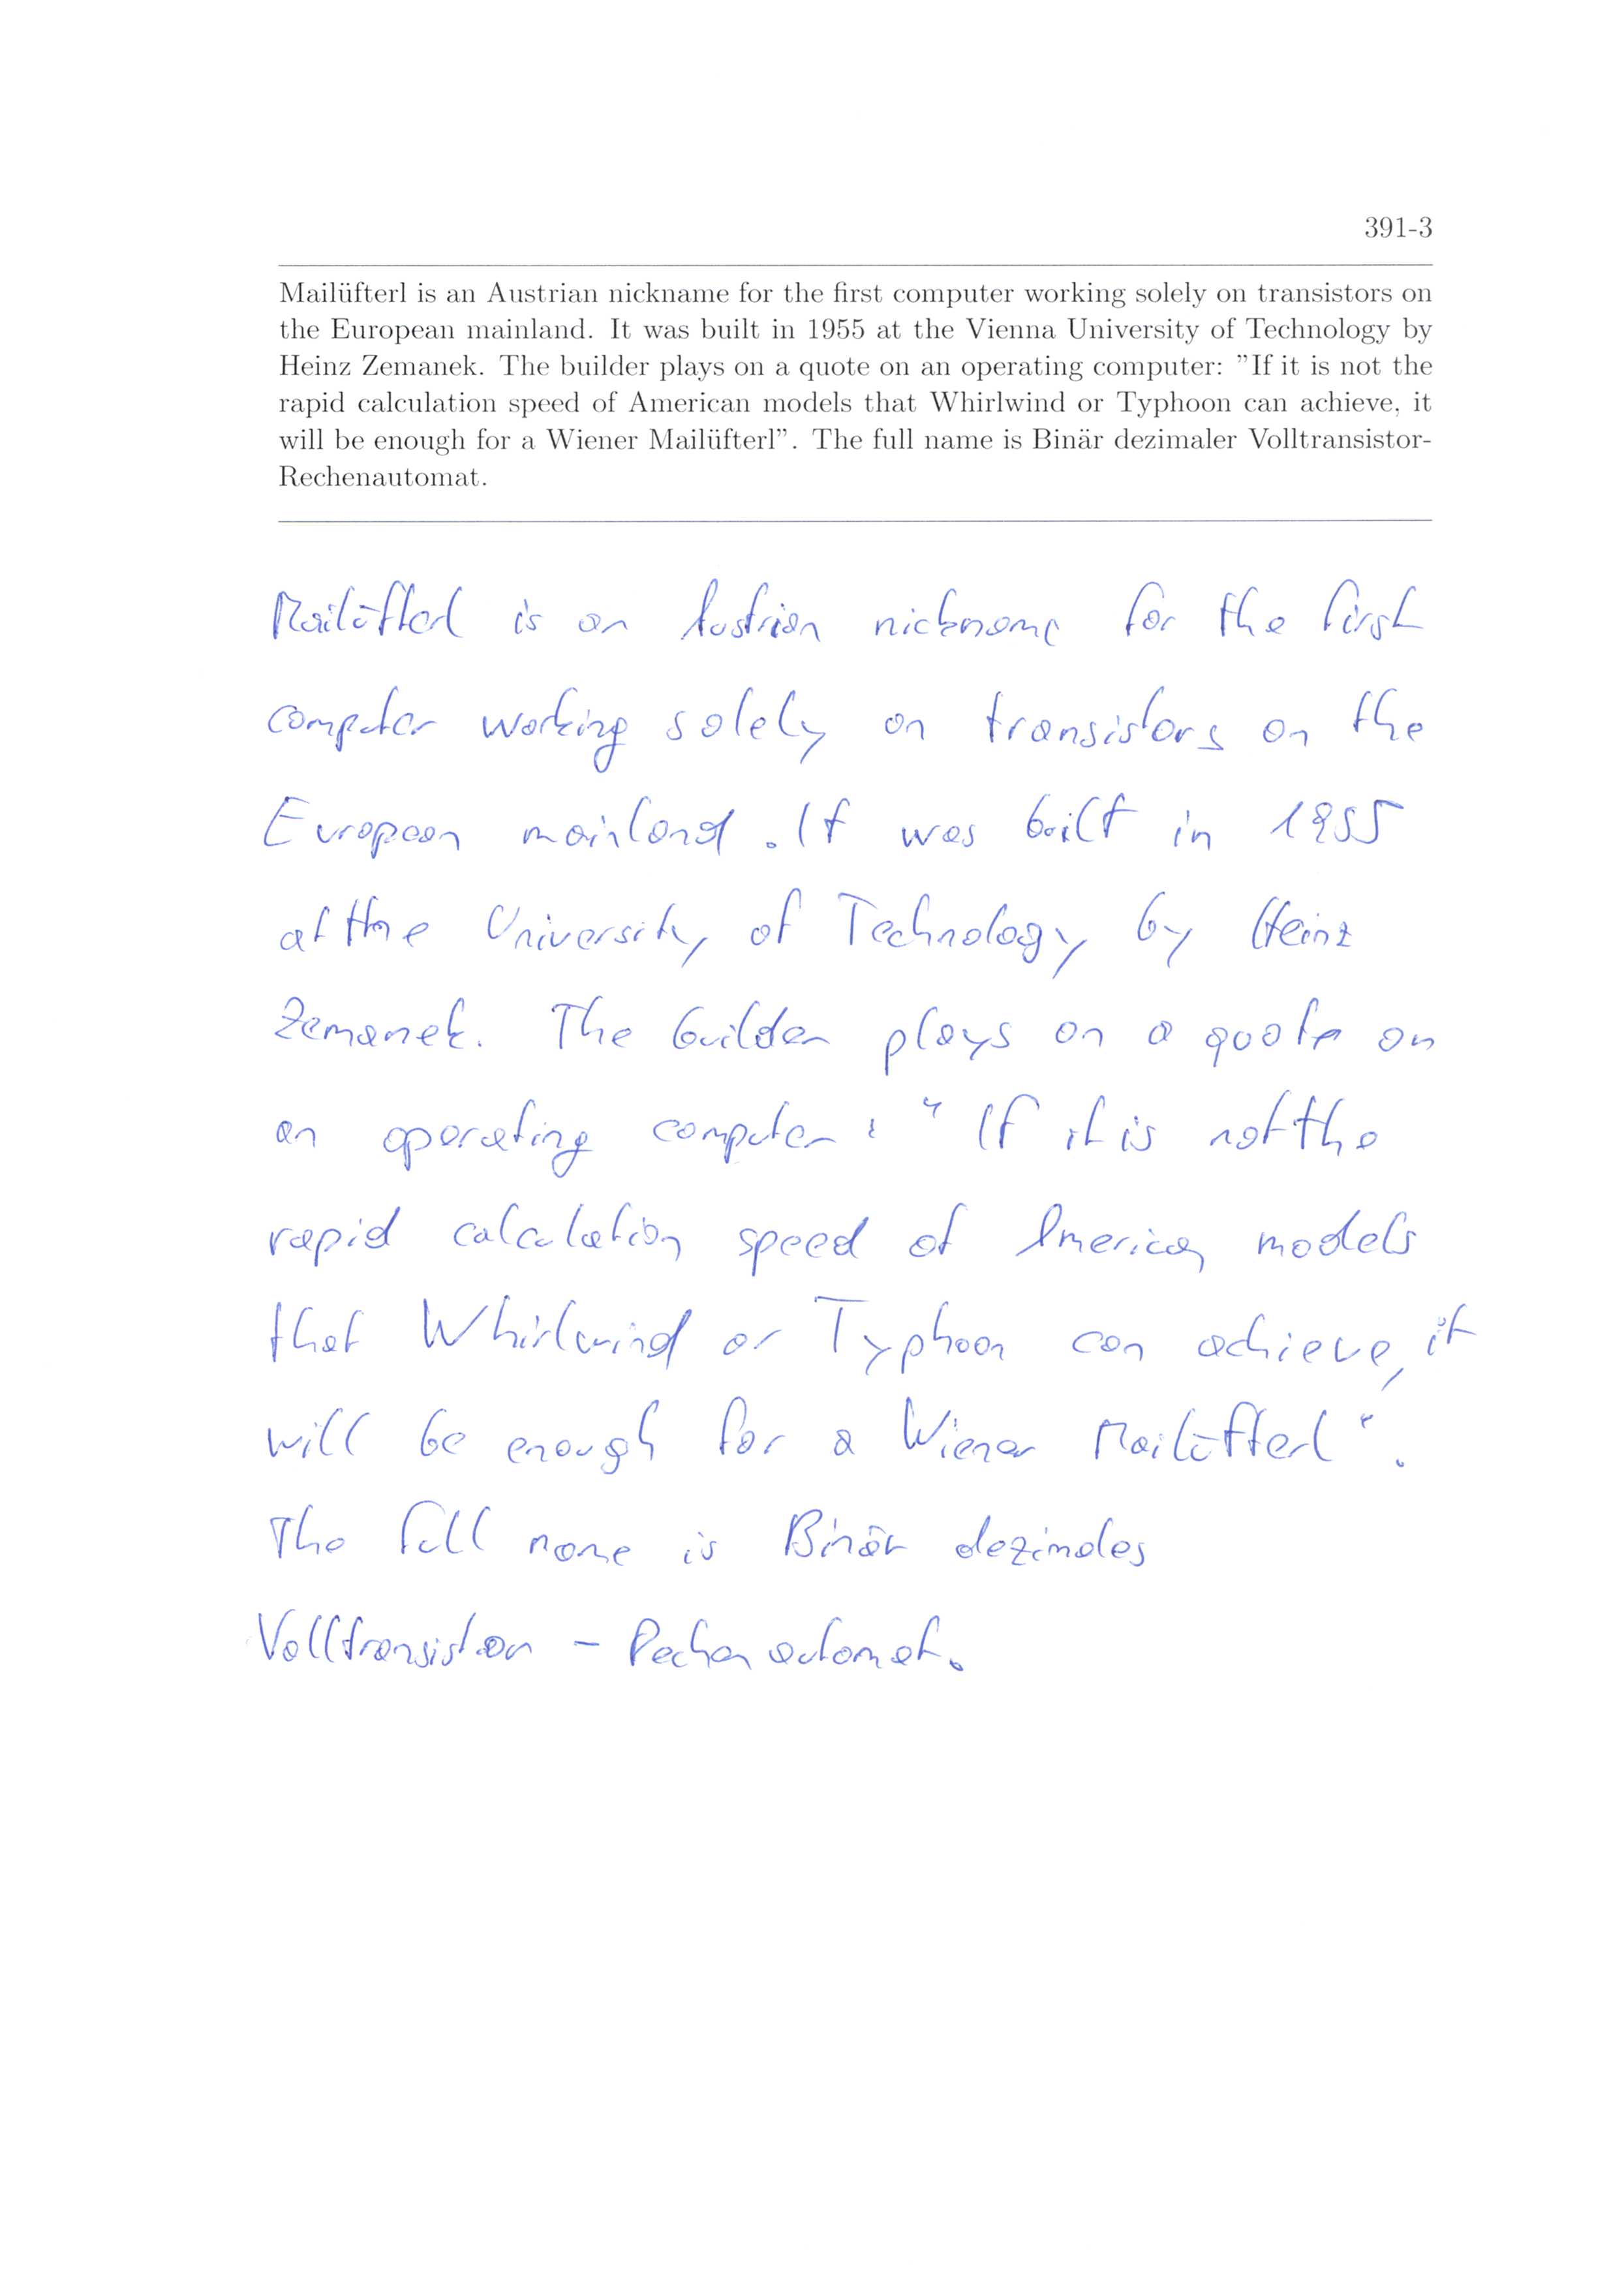 391-3
Mailüfterl is an Austrian nickname for the first computer working solely on transistors on
the European mainland. It was built in 1955 at the Vienna University of Technology by
Heinz Zemanek. The builder plays on a quote on an operating computer: "If it is not the
rapid calculation speed of American models that Whirlwind or Typhoon can achieve, it
will be enough for a Wiener Mailüfterl". The full name is Binär dezimaler Volltransistor-
Rechenautomat.
Mailüfterl is an Austrian nickname for the first
computer working solely on transistors on the
European mainland. It was built in 1955
at the University of Technology by Heinz
Zemanek. The builder plays on a quote on
an operating computer: "If it is not the
rapid calculation speed of American models
that Whirlwind or Typhoon can achieve, it
will be enough for a Wiener Mailüfterl".
The full name is Binär dezimales
Volltransistor - Rechenautomat.